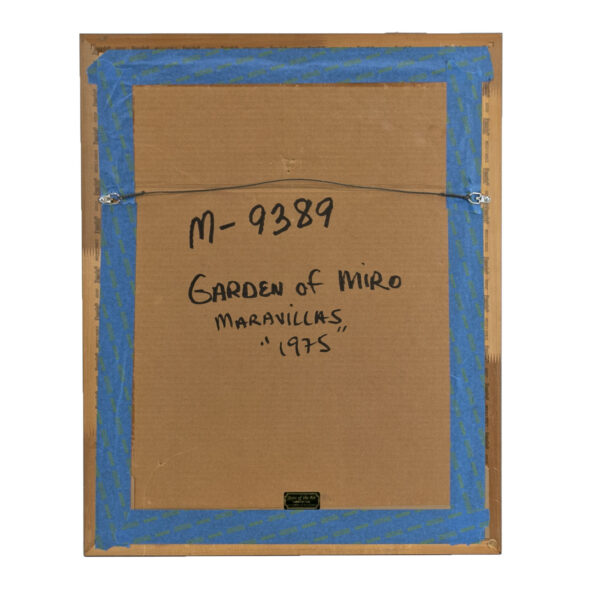 M-9389
GARDEN of MIRO
MARAVILLAS
"1975"